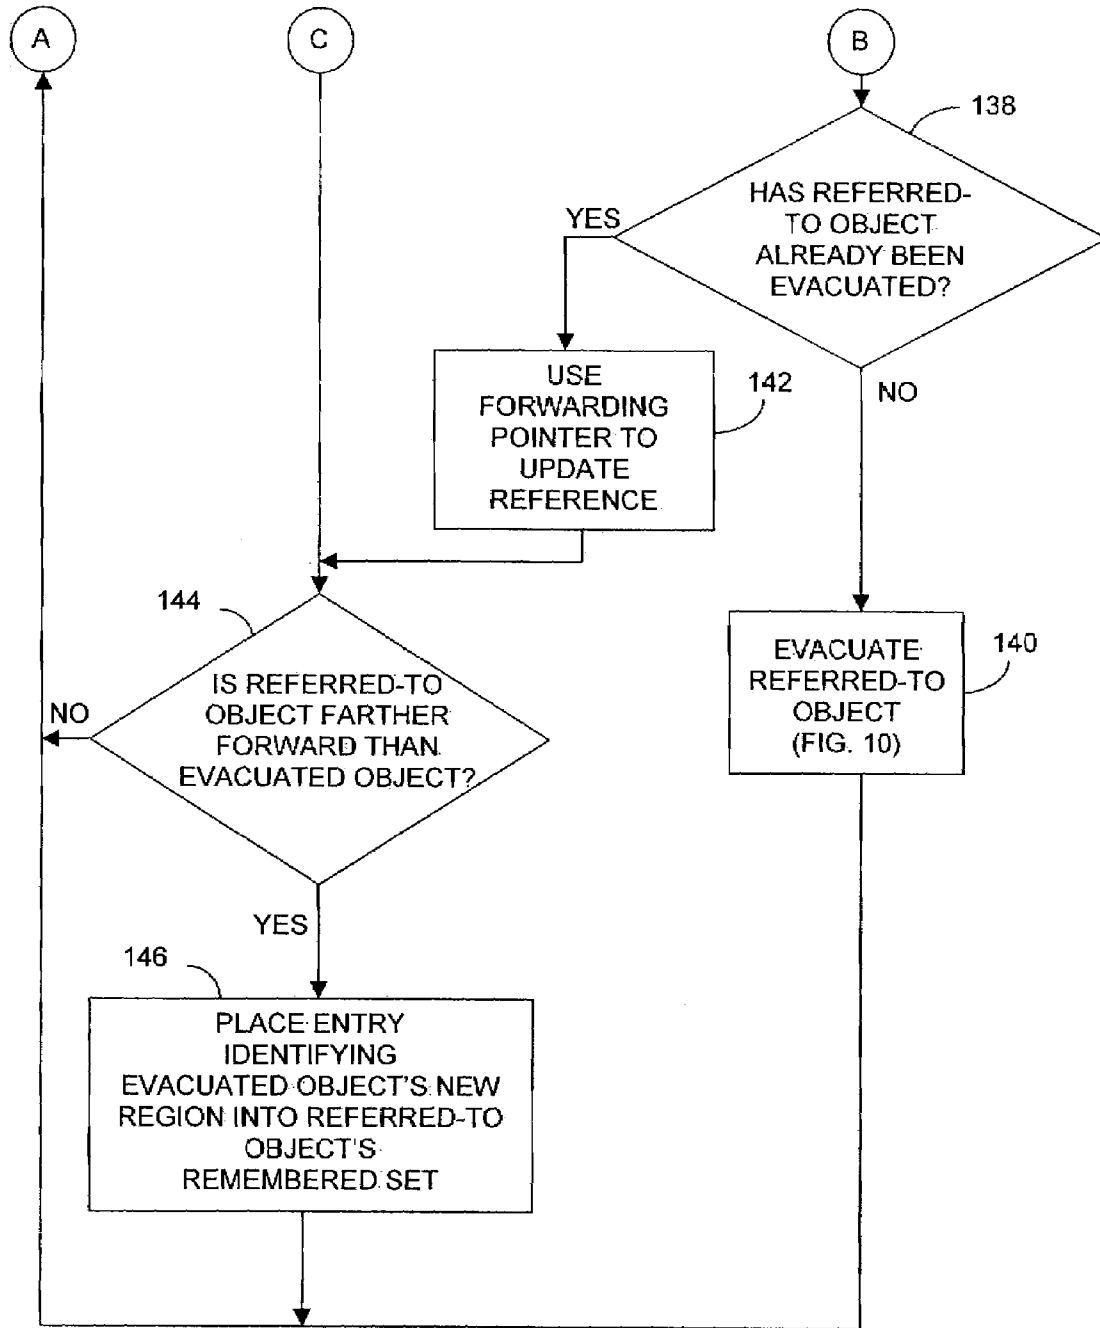 A
C
B
138
HAS REFERRED-
TO OBJECT
ALREADY BEEN
EVACUATED?
YES
NO
USE
FORWARDING
POINTER TO
UPDATE
REFERENCE
142
144
IS REFERRED-TO
OBJECT FARTHER
FORWARD THAN
EVACUATED OBJECT?
NO
YES
EVACUATE
REFERRED-TO
OBJECT
(FIG. 10)
140
146
PLACE ENTRY
IDENTIFYING
EVACUATED OBJECT'S NEW
REGION INTO REFERRED-TO
OBJECT'S
REMEMBERED SET